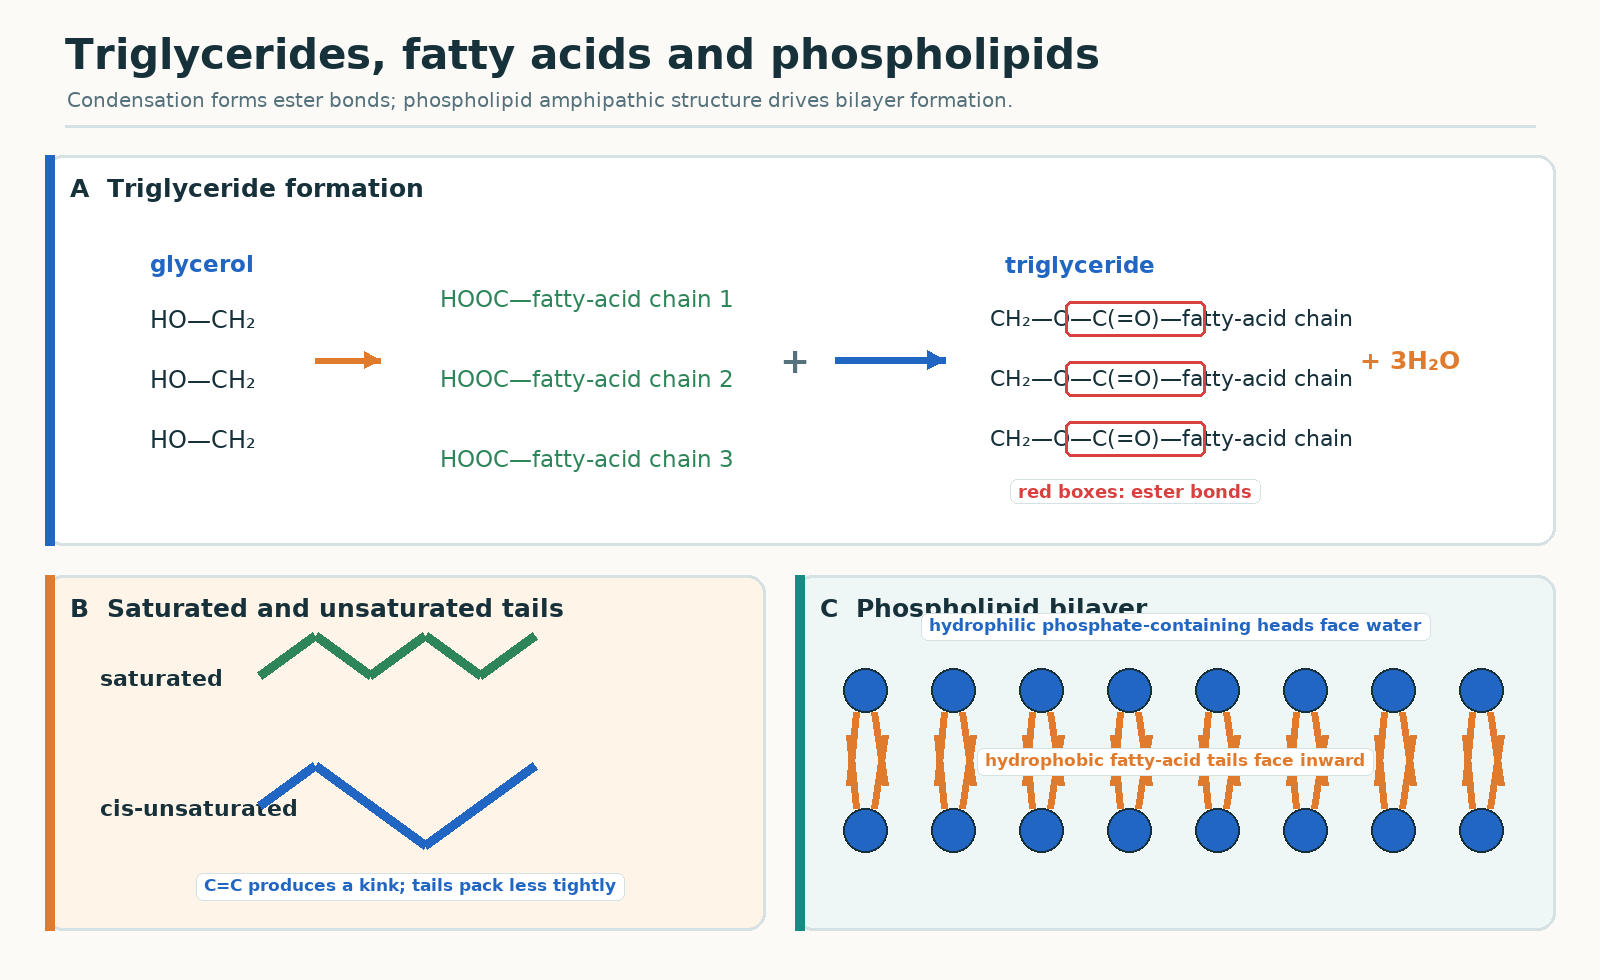 Triglycerides, fatty acids and phospholipids
Condensation forms ester bonds; phospholipid amphipathic structure drives bilayer formation.
A Triglyceride formation
glycerol
HO—CH₂
HO—CH₂
HO—CH₂
HOOC—fatty-acid chain 1
HOOC—fatty-acid chain 2
HOOC—fatty-acid chain 3
+
triglyceride
CH₂—O—C(=O)—fatty-acid chain
CH₂—O—C(=O)—fatty-acid chain
CH₂—O—C(=O)—fatty-acid chain
+ 3H₂O
red boxes: ester bonds
B Saturated and unsaturated tails
saturated
cis-unsaturated
C=C produces a kink; tails pack less tightly
C Phospholipid bilayer
hydrophilic phosphate-containing heads face water
hydrophobic fatty-acid tails face inward